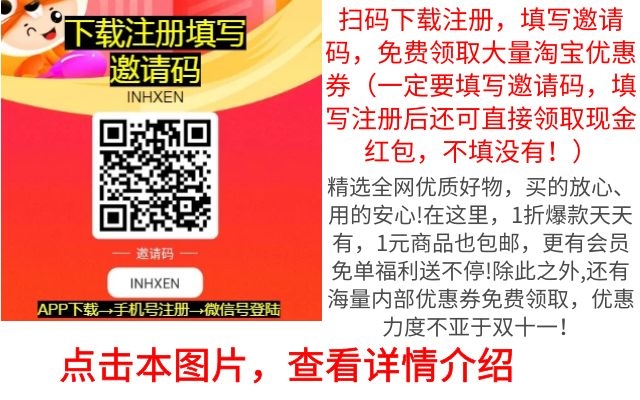 下载注册填写
邀请码
INHXEN
邀请码
INHXEN
APP下载→手机号注册→微信号登陆
扫码下载注册，填写邀请
码，免费领取大量淘宝优惠
券（一定要填写邀请码，填
写注册后还可直接领取现金
红包，不填没有！）
精选全网优质好物，买的放心、
用的安心!在这里，1折爆款天天
有，1元商品也包邮，更有会员
免单福利送不停!除此之外,还有
海量内部优惠券免费领取，优惠
力度不亚于双十一！
点击本图片，查看详情介绍